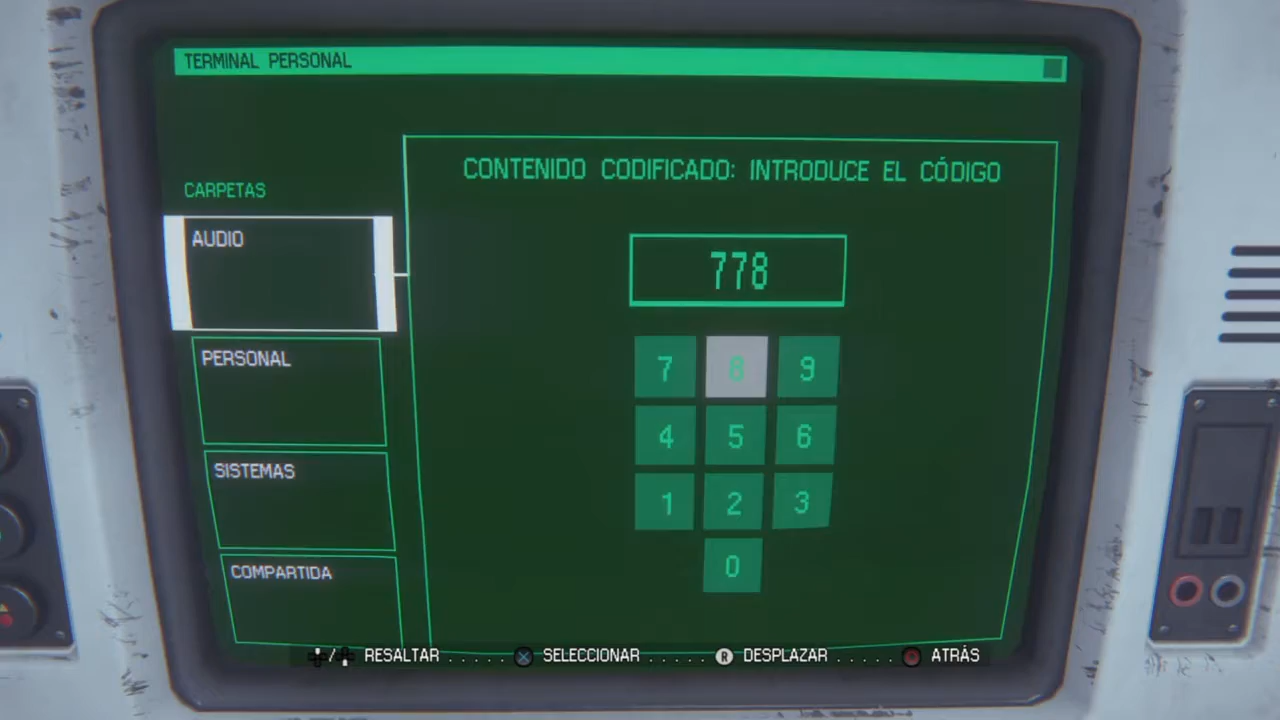 TERMINAL PERSONAL
CONTENIDO CODIFICADO: INTRODUCE EL CÓDIGO
CARPETAS
AUDIO
778
7 8 9
PERSONAL
4 5 6
SISTEMAS
1 2 3
0
COMPARTIDA
/ RESALTAR ..... SELECCIONAR ..... R DESPLAZAR ..... ATRÁS